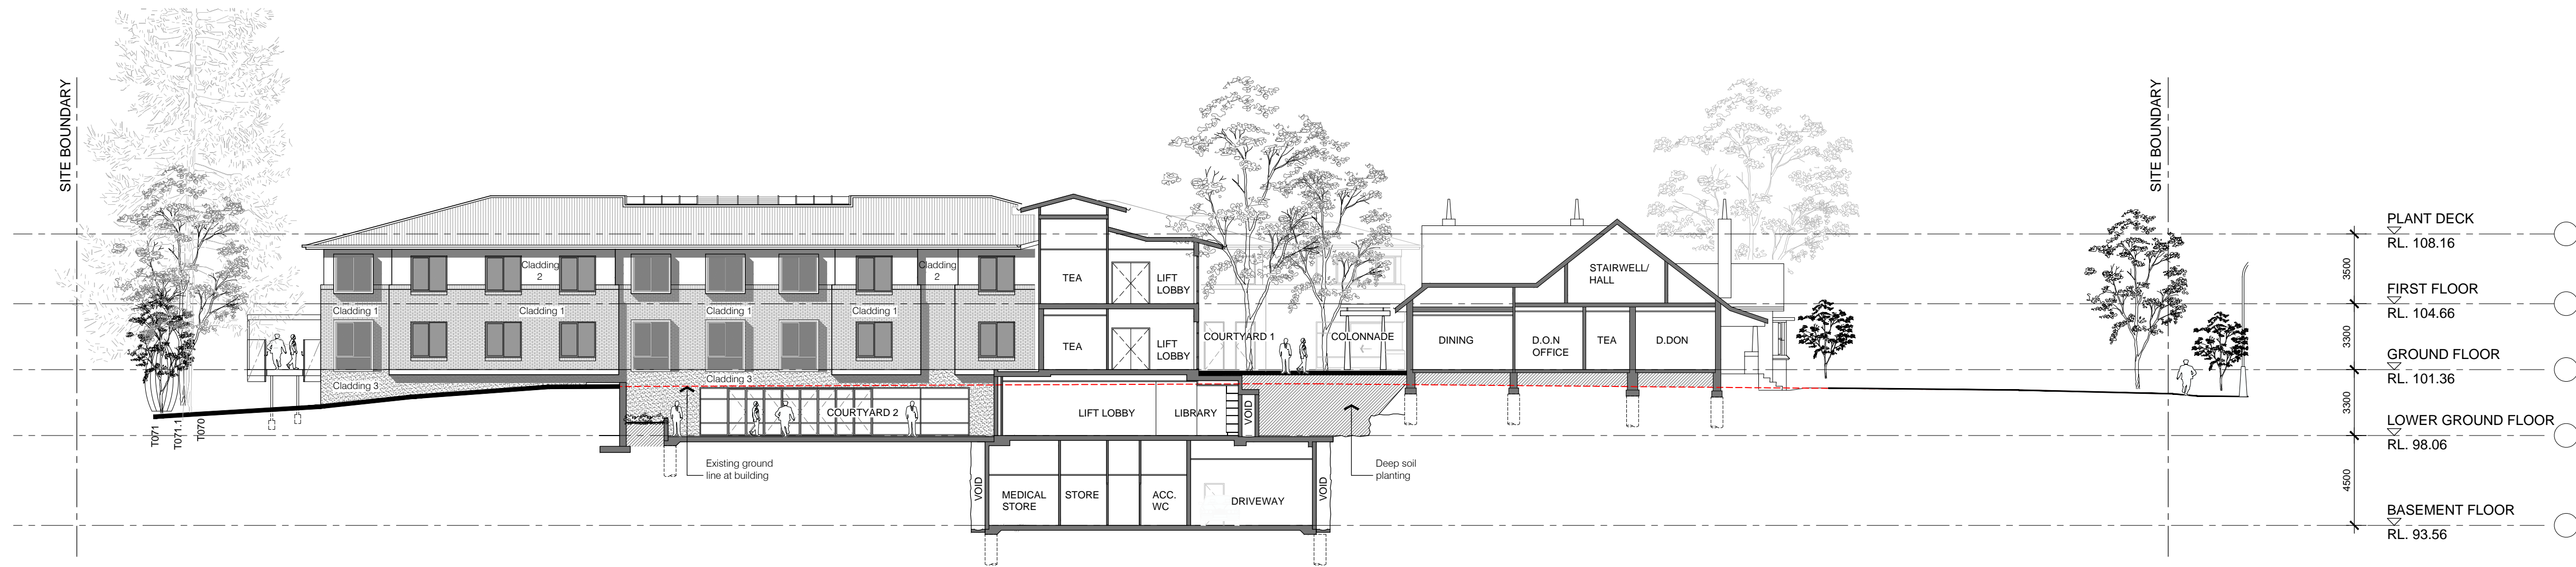 SITE BOUNDARY
SITE BOUNDARY
PLANT DECK
RL. 108.16
3500
FIRST FLOOR
RL. 104.66
3300
GROUND FLOOR
RL. 101.36
3300
LOWER GROUND FLOOR
RL. 98.06
4500
BASEMENT FLOOR
RL. 93.56
Cladding
2
Cladding
2
Cladding 1
Cladding 1
Cladding 1
Cladding 1
Cladding 3
Cladding 3
TEA
LIFT
LOBBY
TEA
LIFT
LOBBY
COURTYARD 1
COLONNADE
STAIRWELL/
HALL
DINING
D.O.N
OFFICE
TEA
D.DON
COURTYARD 2
LIFT LOBBY
LIBRARY
VOID
T071
T071.1
T070
Existing ground
line at building
Deep soil
planting
VOID
MEDICAL
STORE
STORE
ACC.
WC
DRIVEWAY
VOID